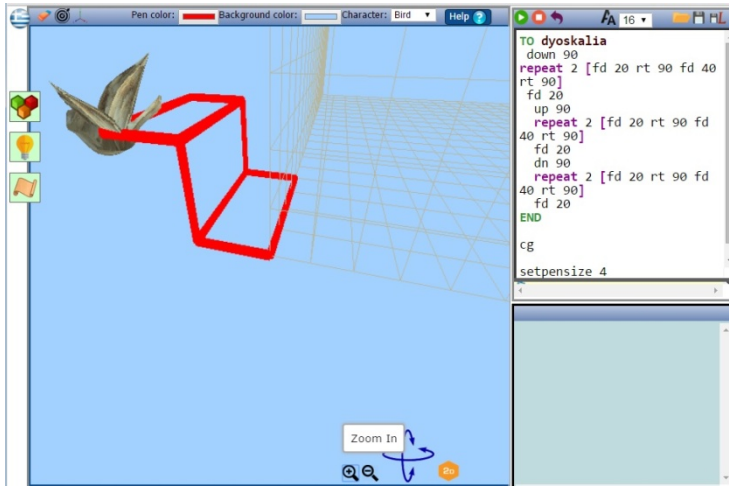 Pen color: Background color: Character: Bird Help ?
16
L
TO dyoskalia
down 90
repeat 2 [fd 20 rt 90 fd 40
rt 90]
fd 20
up 90
repeat 2 [fd 20 rt 90 fd
40 rt 90]
fd 20
dn 90
repeat 2 [fd 20 rt 90 fd
40 rt 90]
fd 20
END
cg
setpensize 4
Zoom In